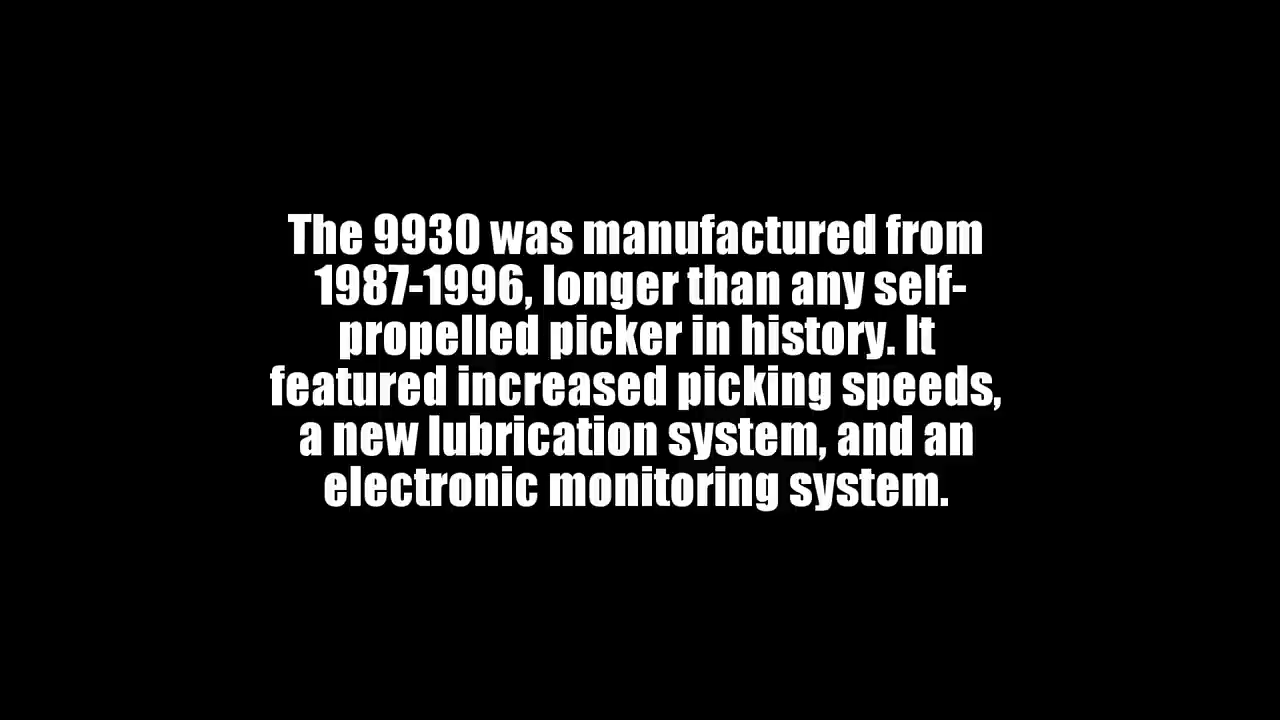 The 9930 was manufactured from
1987-1996, longer than any self-
propelled picker in history. It
featured increased picking speeds,
a new lubrication system, and an
electronic monitoring system.